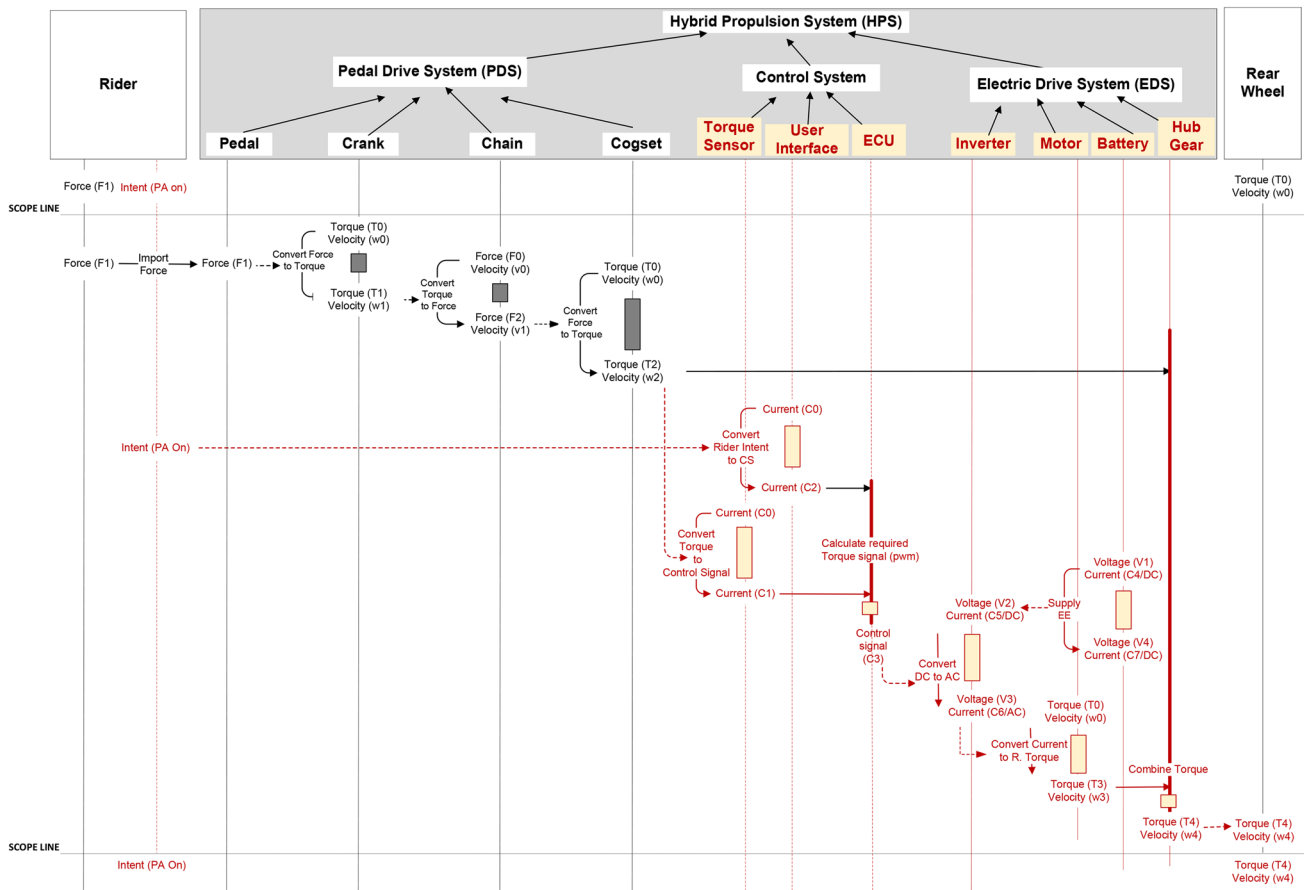 Hybrid Propulsion System (HPS)
Rider
Pedal Drive System (PDS)
Control System
Electric Drive System (EDS)
Rear
Wheel
Pedal
Crank
Chain
Cogset
Torque
Sensor
User
Interface
ECU
Inverter
Motor
Battery
Hub
Gear
Force (F1)
Intent (PA on)
Torque (T0)
Velocity (w0)
SCOPE LINE
Force (F1)
Import
Force
Force (F1)
Convert Force
to Torque
Torque (T0)
Velocity (w0)
Torque (T1)
Velocity (w1)
Convert
Torque
to Force
Force (F0)
Velocity (v0)
Force (F2)
Velocity (v1)
Convert
Force
to Torque
Torque (T0)
Velocity (w0)
Torque (T2)
Velocity (w2)
Intent (PA On)
Current (C0)
Convert
Rider Intent
to CS
Current (C2)
Current (C0)
Convert
Torque
to
Control Signal
Current (C1)
Calculate required
Torque signal (pwm)
Control
signal
(C3)
Voltage (V1)
Current (C4/DC)
Supply
EE
Voltage (V4)
Current (C7/DC)
Voltage (V2)
Current (C5/DC)
Convert
DC to AC
Voltage (V3)
Current (C6/AC)
Torque (T0)
Velocity (w0)
Convert Current
to R. Torque
Torque (T3)
Velocity (w3)
Combine Torque
Torque (T4)
Velocity (w4)
Torque (T4)
Velocity (w4)
SCOPE LINE
Intent (PA On)
Torque (T4)
Velocity (w4)